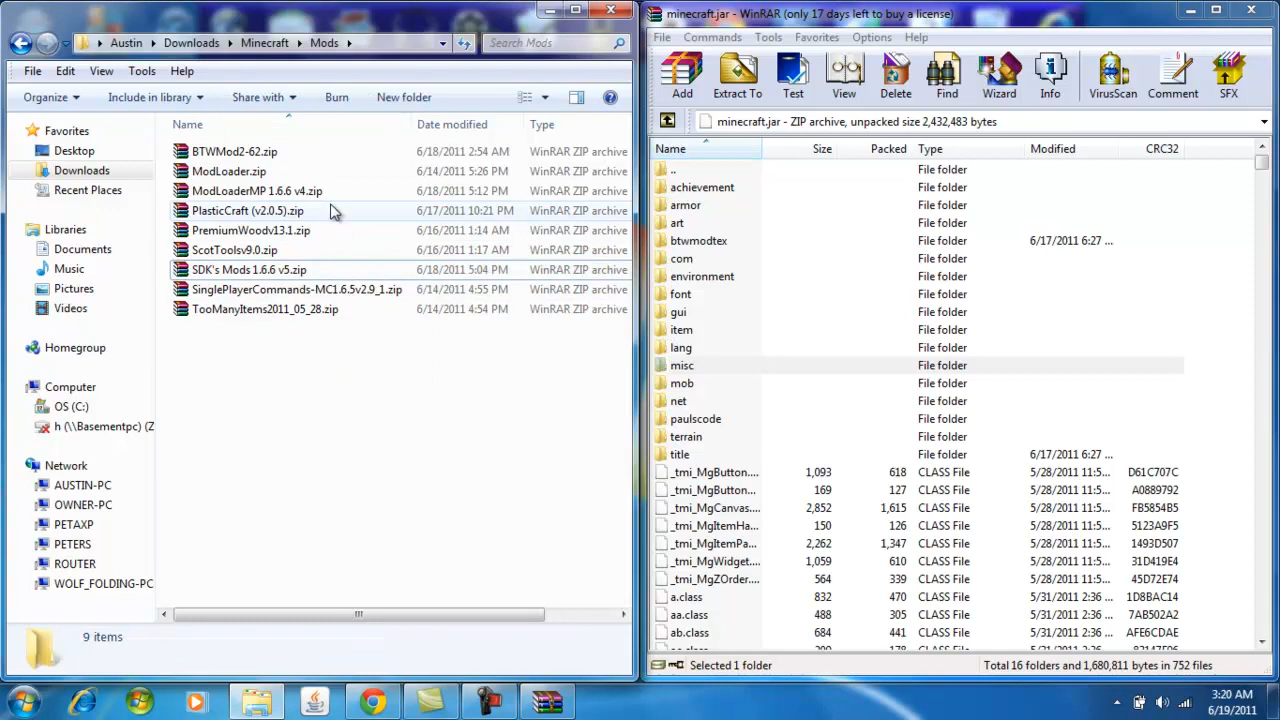 Austin ▸ Downloads ▸ Minecraft ▸ Mods ▸
Search Mods
File Edit View Tools Help
Organize Include in library Share with Burn New folder
Favorites
Desktop
Downloads
Recent Places
Libraries
Documents
Music
Pictures
Videos
Homegroup
Computer
OS (C:)
h (\\Basementpc) (Z
Network
AUSTIN-PC
OWNER-PC
PETAXP
PETERS
ROUTER
WOLF_FOLDING-PC
Name Date modified Type
BTWMod2-62.zip 6/18/2011 2:54 AM WinRAR ZIP archive
ModLoader.zip 6/14/2011 5:26 PM WinRAR ZIP archive
ModLoaderMP 1.6.6 v4.zip 6/18/2011 5:12 PM WinRAR ZIP archive
PlasticCraft (v2.0.5).zip 6/17/2011 10:21 PM WinRAR ZIP archive
PremiumWoodv13.1.zip 6/16/2011 1:14 AM WinRAR ZIP archive
ScotToolsv9.0.zip 6/16/2011 1:17 AM WinRAR ZIP archive
SDK's Mods 1.6.6 v5.zip 6/18/2011 5:04 PM WinRAR ZIP archive
SinglePlayerCommands-MC1.6.5v2.9_1.zip 6/14/2011 4:55 PM WinRAR ZIP archive
TooManyItems2011_05_28.zip 6/14/2011 4:54 PM WinRAR ZIP archive
9 items
minecraft.jar - WinRAR (only 17 days left to buy a license)
File Commands Tools Favorites Options Help
Add Extract To Test View Delete Find Wizard Info VirusScan Comment SFX
minecraft.jar - ZIP archive, unpacked size 2,432,483 bytes
Name Size Packed Type Modified CRC32
.. File folder
achievement File folder
armor File folder
art File folder
btwmodtex File folder 6/17/2011 6:27 ...
com File folder
environment File folder
font File folder
gui File folder
item File folder
lang File folder
misc File folder
mob File folder
net File folder
paulscode File folder
terrain File folder
title File folder 6/17/2011 6:27 ...
_tmi_MgButton.... 1,093 618 CLASS File 5/28/2011 11:5... D61C707C
_tmi_MgButton... 169 127 CLASS File 5/28/2011 11:5... A0889792
_tmi_MgCanvas.... 2,852 1,615 CLASS File 5/28/2011 11:5... FB5854B5
_tmi_MgItemHa... 150 126 CLASS File 5/28/2011 11:5... 5123A9F5
_tmi_MgItemPa... 2,262 1,347 CLASS File 5/28/2011 11:5... 1493D507
_tmi_MgWidget.... 1,059 610 CLASS File 5/28/2011 11:5... 31D419E4
_tmi_MgZOrder.... 564 339 CLASS File 5/28/2011 11:5... 45D72E74
a.class 832 470 CLASS File 5/31/2011 2:36 ... 1D8BAC14
aa.class 488 305 CLASS File 5/31/2011 2:36 ... 7AB502A2
ab.class 684 441 CLASS File 5/31/2011 2:36 ... AFE6CDAE
Selected 1 folder Total 16 folders and 1,680,811 bytes in 752 files
3:20 AM
6/19/2011